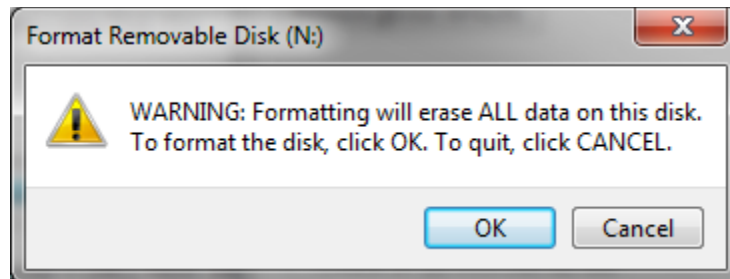 Format Removable Disk (N:)
WARNING: Formatting will erase ALL data on this disk.
To format the disk, click OK. To quit, click CANCEL.
OK
Cancel